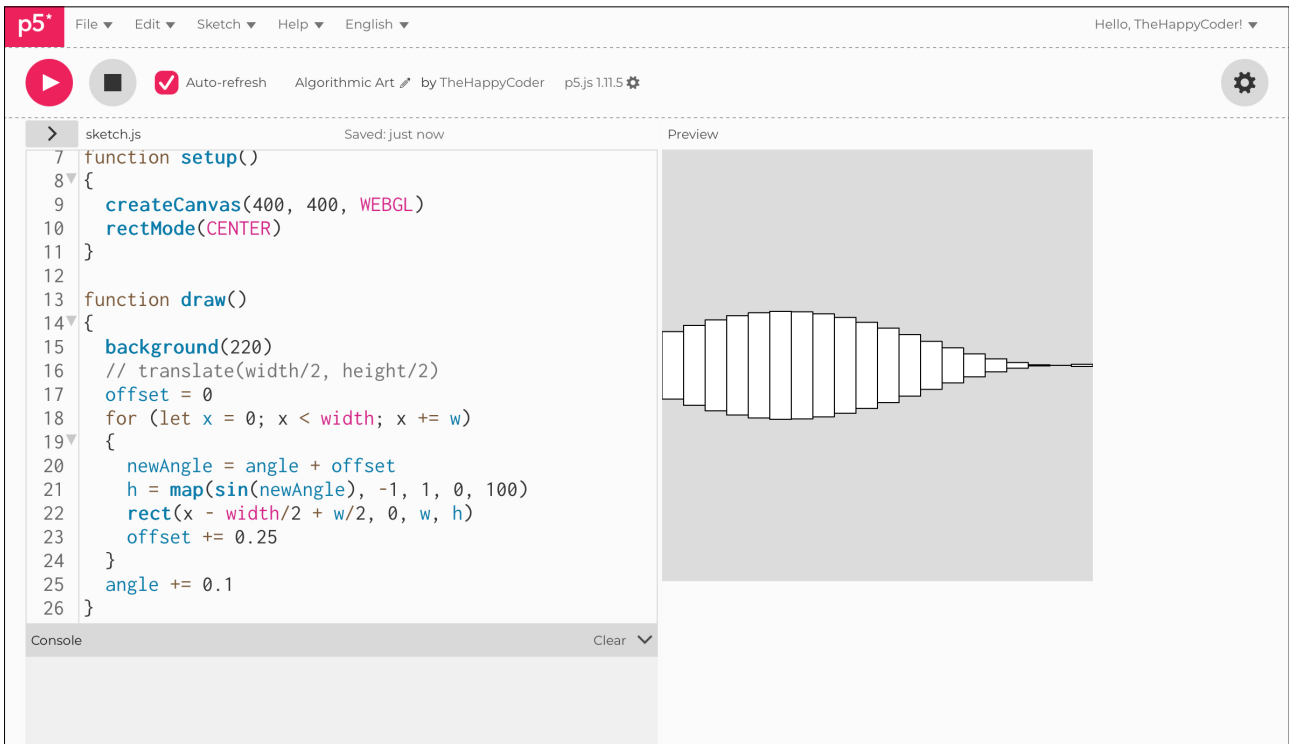 p5* File Edit Sketch Help English Hello, TheHappyCoder!
Auto-refresh Algorithmic Art by TheHappyCoder p5.js 1.11.5
sketch.js Saved: just now Preview
7 function setup()
8 {
9 createCanvas(400, 400, WEBGL)
10 rectMode(CENTER)
11 }
12
13 function draw()
14 {
15 background(220)
16 // translate(width/2, height/2)
17 offset = 0
18 for (let x = 0; x < width; x += w)
19 {
20 newAngle = angle + offset
21 h = map(sin(newAngle), -1, 1, 0, 100)
22 rect(x - width/2 + w/2, 0, w, h)
23 offset += 0.25
24 }
25 angle += 0.1
26 }
Console Clear